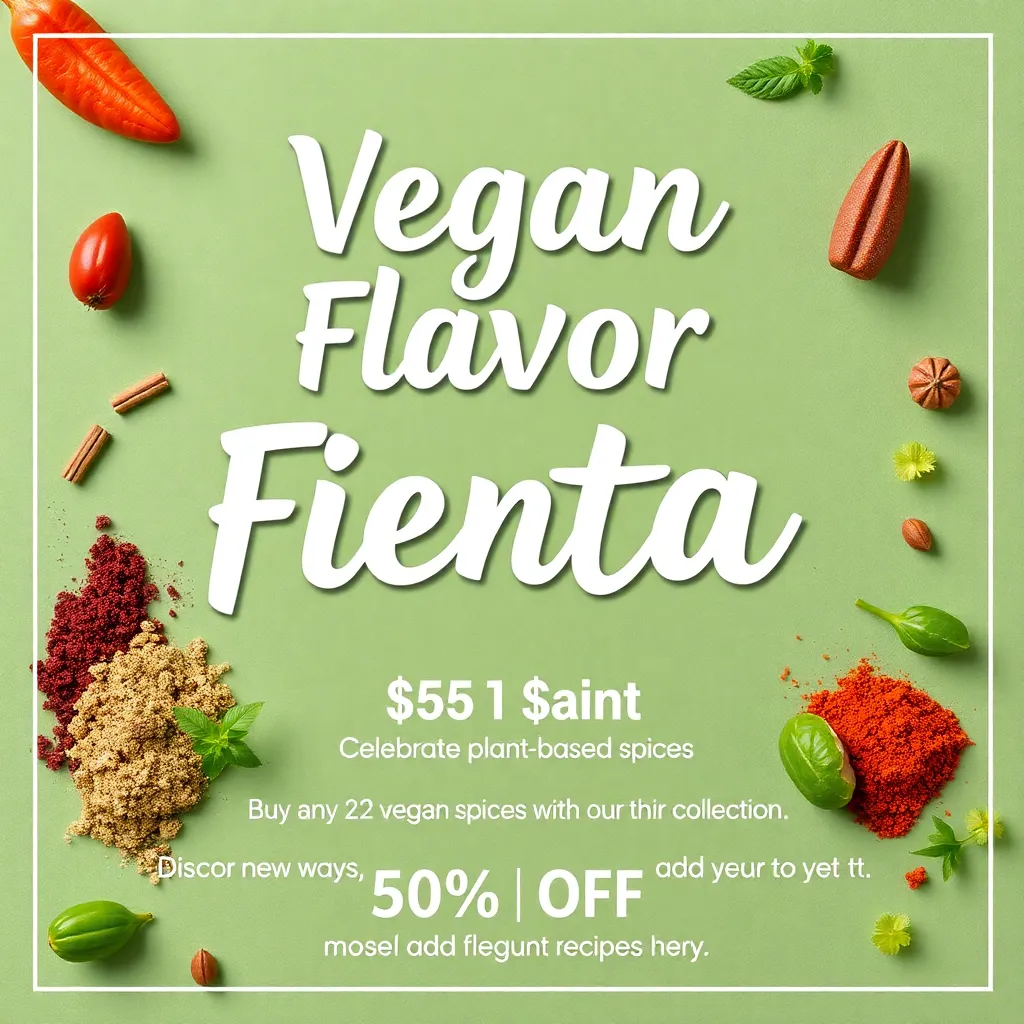 Vegan
Flavor
Fienta
$55 1 $aint
Celebrate plant-based spices
Buy any 22 vegan spices with our thir collection.
Discor new ways, 50% | OFF add yeur to yet tt.
mosel add flegunt recipes hery.